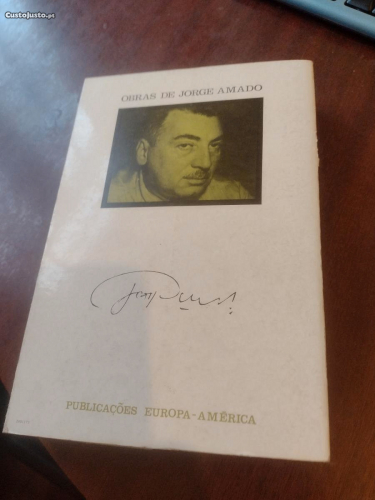 CustoJusto.pt
OBRAS DE JORGE AMADO
PUBLICAÇÕES EUROPA-AMÉRICA